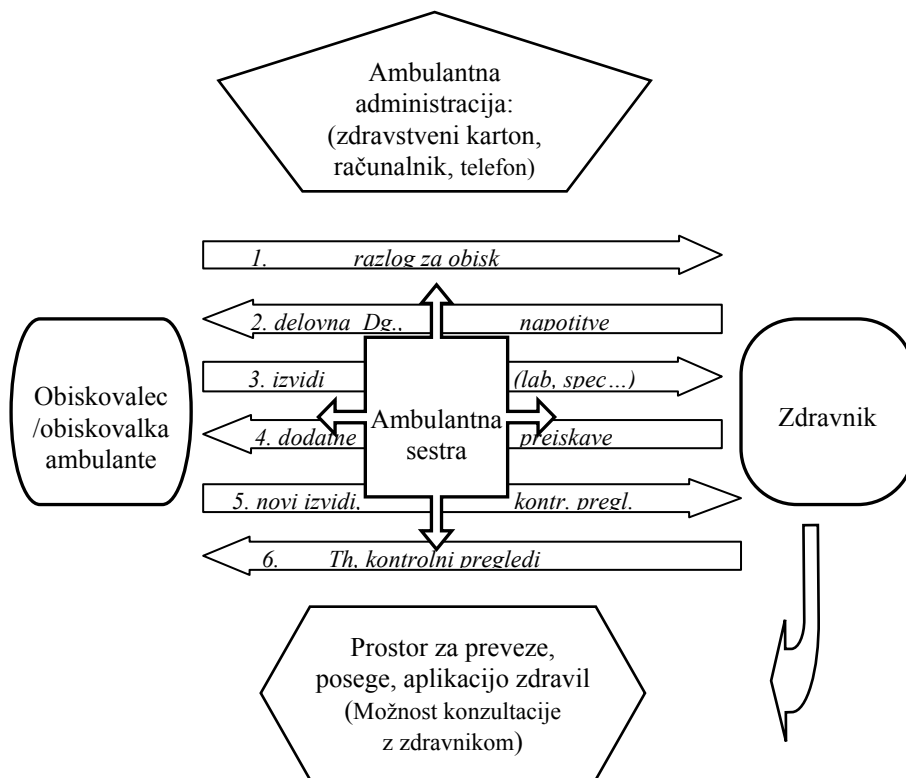 Ambulantna
administracija:
(zdravstveni karton,
računalnik, telefon)
1. razlog za obisk
2. delovna Dg., napotitve
3. izvidi (lab, spec…)
4. dodatne preiskave
5. novi izvidi, kontr. pregl.
6. Th, kontrolni pregledi
Obiskovalec
/obiskovalka
ambulante
Ambulantna
sestra
Zdravnik
Prostor za preveze,
posege, aplikacijo zdravil
(Možnost konzultacije
z zdravnikom)